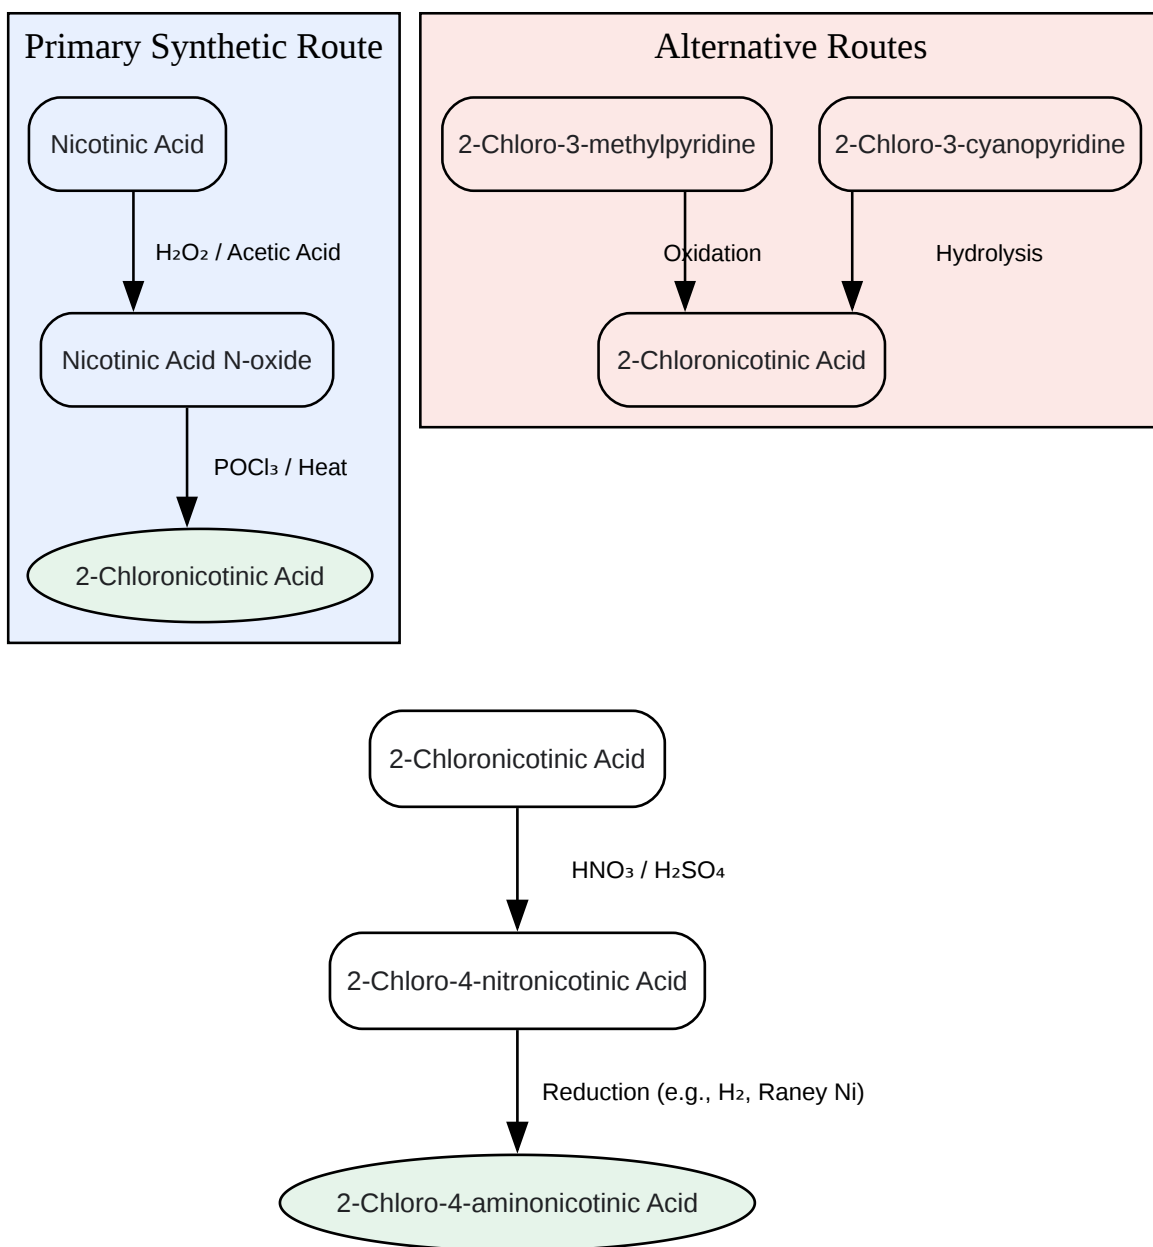 Primary Synthetic Route
Nicotinic Acid
H₂O₂ / Acetic Acid
Nicotinic Acid N-oxide
POCl₃ / Heat
2-Chloronicotinic Acid
Alternative Routes
2-Chloro-3-methylpyridine
2-Chloro-3-cyanopyridine
Oxidation
Hydrolysis
2-Chloronicotinic Acid
2-Chloronicotinic Acid
HNO₃ / H₂SO₄
2-Chloro-4-nitronicotinic Acid
Reduction (e.g., H₂, Raney Ni)
2-Chloro-4-aminonicotinic Acid